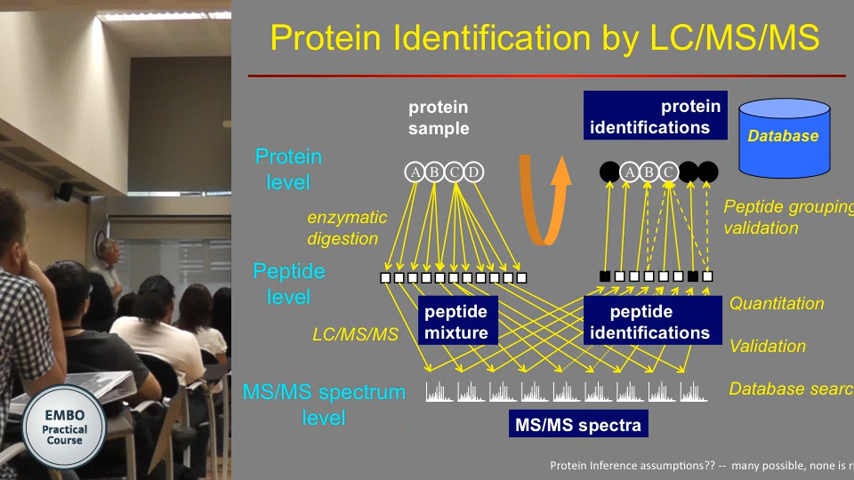 Protein Identification by LC/MS/MS
protein
sample
protein
identifications
Database
Protein
level
A B C D
A B C
enzymatic
digestion
Peptide grouping
validation
Peptide
level
peptide
mixture
peptide
identifications
Quantitation
LC/MS/MS
Validation
MS/MS spectrum
level
Database searc
MS/MS spectra
EMBO
Practical
Course
Protein Inference assumptions?? -- many possible, none is ri